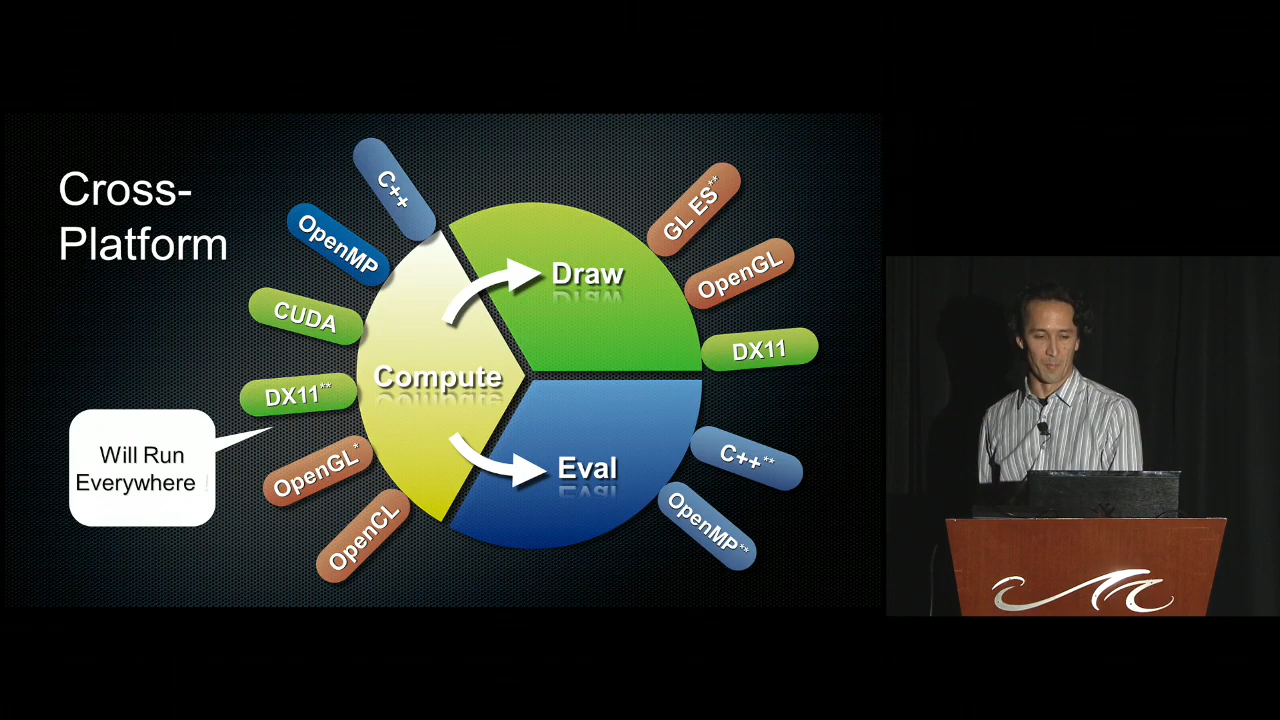 Cross-
Platform
C++
OpenMP
CUDA
DX11**
OpenGL*
OpenCL
Will Run
Everywhere !
Compute
Draw
Eval
GL ES**
OpenGL
DX11
C++**
OpenMP**